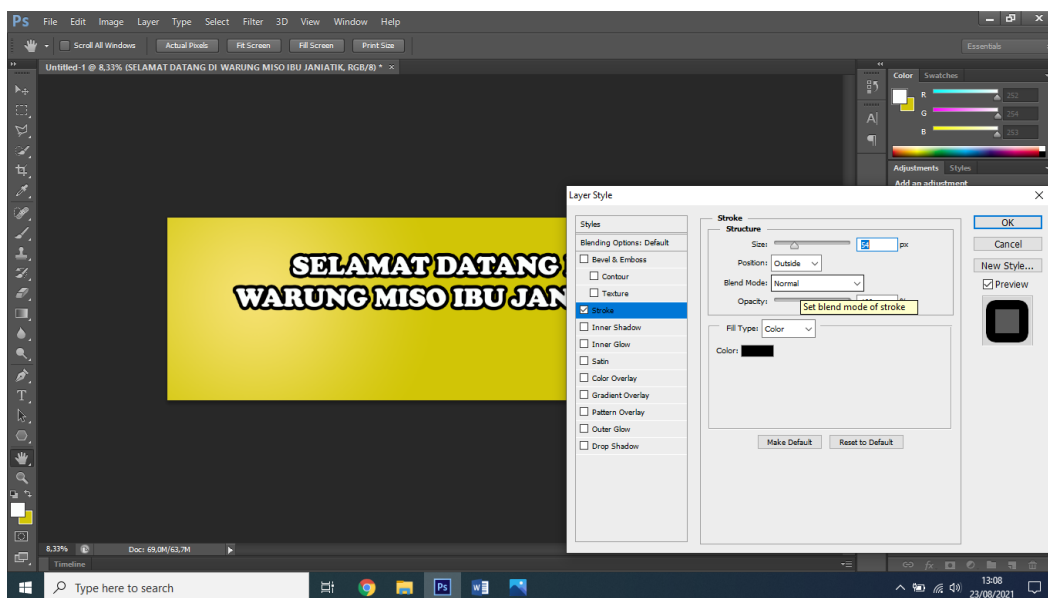 Ps File Edit Image Layer Type Select Filter 3D View Window Help
Scroll All Windows Actual Pixels Fit Screen Fill Screen Print Size Essentials
Untitled-1 @ 8,33% (SELAMAT DATANG DI WARUNG MISO IBU JANIATIK, RGB/8) * ×
Color Swatches
R 252
G 254
B 253
Adjustments Styles
Add an adjustment
SELAMAT DATANG
WARUNG MISO IBU JAN
Layer Style
Styles
Blending Options: Default
Bevel & Emboss
Contour
Texture
Stroke
Inner Shadow
Inner Glow
Satin
Color Overlay
Gradient Overlay
Pattern Overlay
Outer Glow
Drop Shadow
Stroke
Structure
Size: 54 px
Position: Outside
Blend Mode: Normal
Opacity:
Set blend mode of stroke
Fill Type: Color
Color:
Make Default Reset to Default
OK
Cancel
New Style...
Preview
8,33% Doc: 69,0M/63,7M
Timeline
Type here to search
Ps
W
13:08
23/08/2021